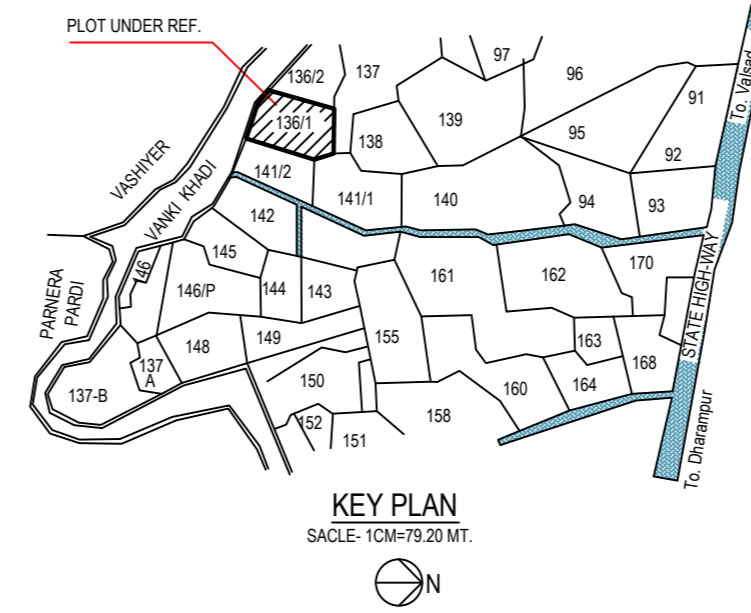 PLOT UNDER REF.
136/2
137
97
96
91
To. Valsad
136/1
138
139
95
92
VASHIYER
VANKI KHADI
141/2
141/1
140
94
93
142
145
146
146/P
144
143
161
162
170
STATE HIGH-WAY
PARNERA
PARDI
137
A
148
149
155
163
168
137-B
150
160
164
152
151
158
To. Dharampur
KEY PLAN
SACLE- 1CM=79.20 MT.
N